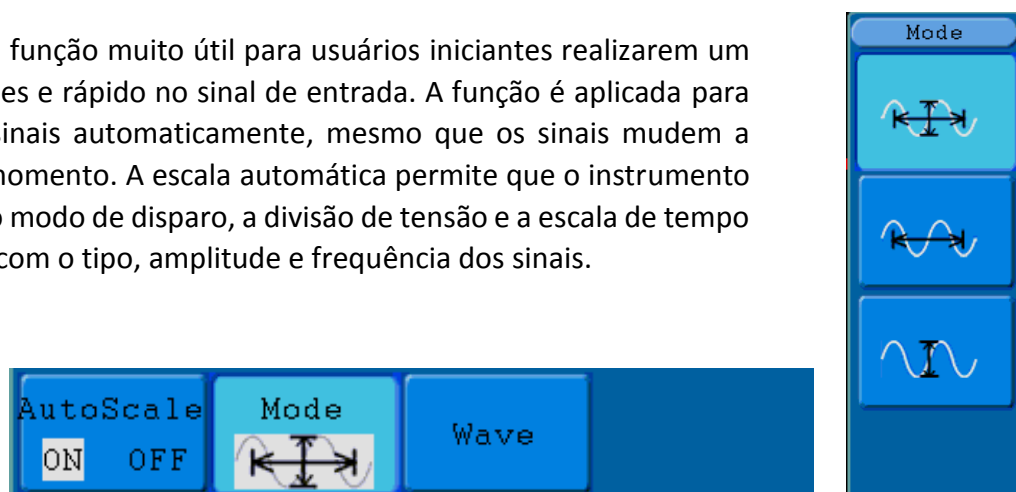 função muito útil para usuários iniciantes realizarem um
es e rápido no sinal de entrada. A função é aplicada para
sinais automaticamente, mesmo que os sinais mudem a
momento. A escala automática permite que o instrumento
o modo de disparo, a divisão de tensão e a escala de tempo
com o tipo, amplitude e frequência dos sinais.
Mode
AutoScale Mode Wave
ON OFF